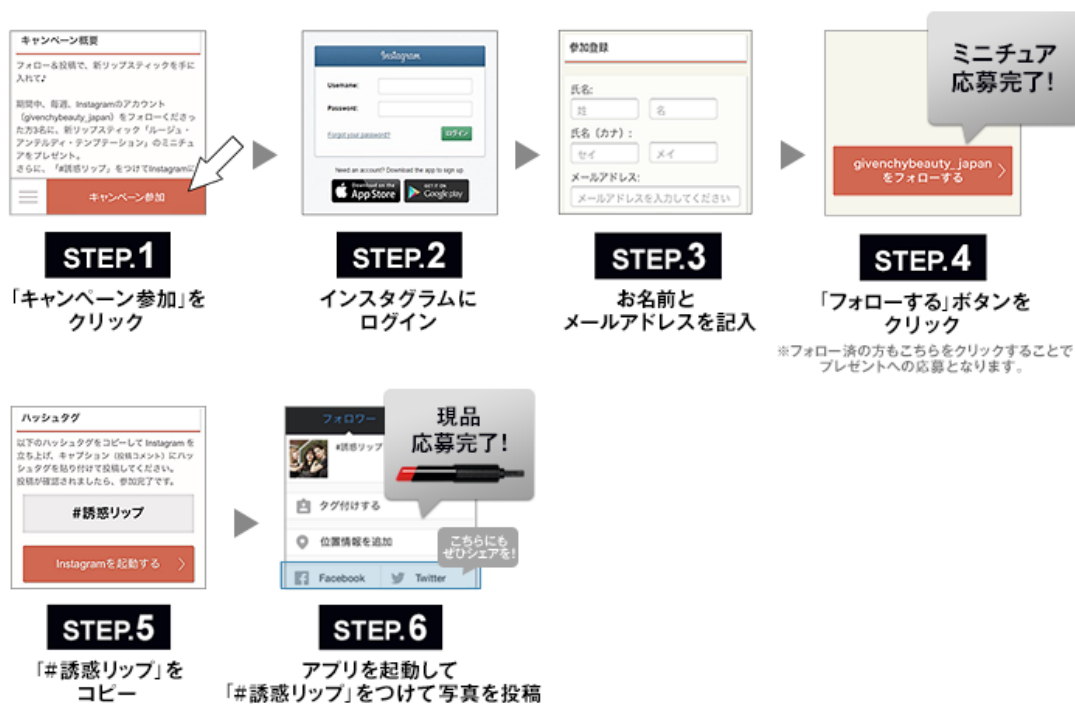 キャンペーン概要
フォロー&投稿で、新リップスティックを手に
入れて♪
期間中、毎週、Instagramのアカウント
(givenchybeauty_japan) をフォローくださっ
た方3名に、新リップスティック「ルージュ・
アンテルディ・テンプテーション」のミニチュ
アをプレゼント。
さらに、「#誘惑リップ」をつけてInstagramに
キャンペーン参加
STEP.1
「キャンペーン参加」を
クリック
Instagram
Username:
Password:
Forgot your password?
ログイン
Need an account? Download the app to sign up.
Download on the
App Store
GET IT ON
Google play
STEP.2
インスタグラムに
ログイン
参加登録
氏名:
姓 名
氏名（カナ）:
セイ メイ
メールアドレス:
メールアドレスを入力してください
STEP.3
お名前と
メールアドレスを記入
ミニチュア
応募完了!
givenchybeauty_japan
をフォローする
STEP.4
「フォローする」ボタンを
クリック
※フォロー済の方もこちらをクリックすることで
プレゼントへの応募となります。
ハッシュタグ
以下のハッシュタグをコピーして Instagram を
立ち上げ、キャプション（投稿コメント）にハッ
シュタグを貼り付けて投稿してください。
投稿が確認されましたら、参加完了です。
#誘惑リップ
Instagramを起動する
STEP.5
「#誘惑リップ」を
コピー
フォロワー
#誘惑リップ
現品
応募完了!
タグ付けする
位置情報を追加
こちらにも
ぜひシェアを!
Facebook Twitter
STEP.6
アプリを起動して
「#誘惑リップ」をつけて写真を投稿